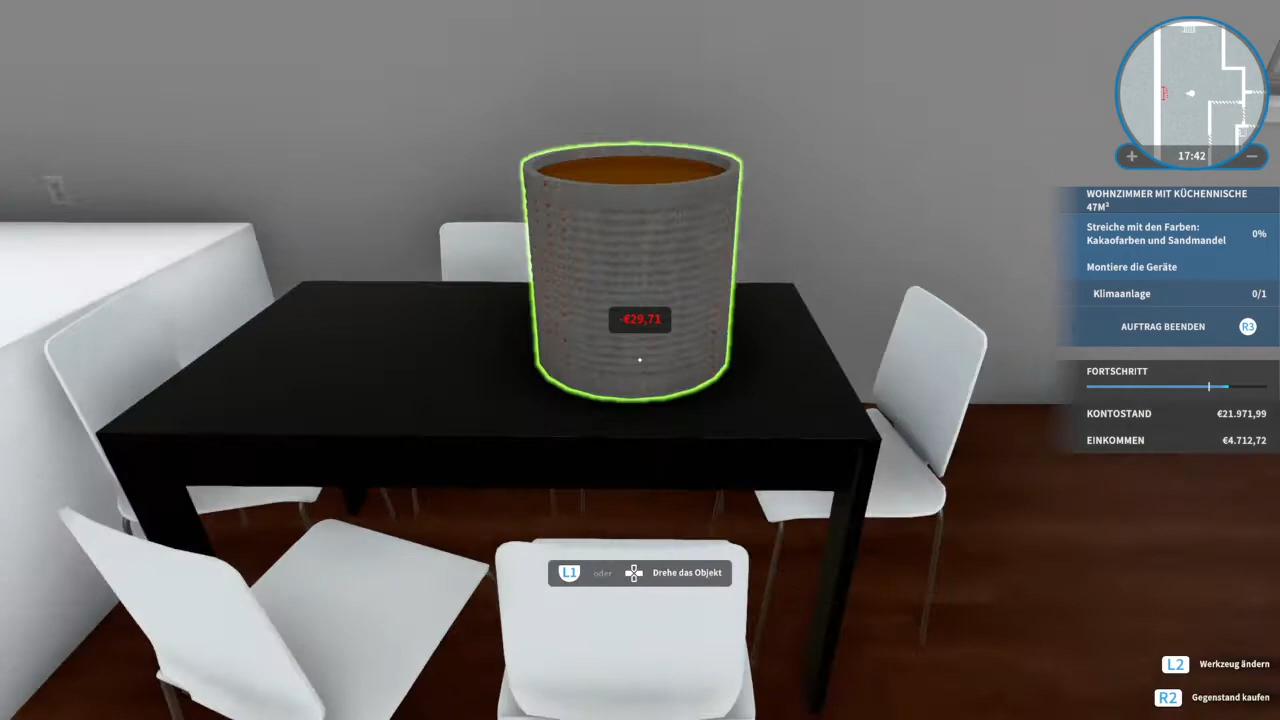 17:42
WOHNZIMMER MIT KÜCHENNISCHE
47M²
Streiche mit den Farben:
Kakaofarben und Sandmandel 0%
Montiere die Geräte
Klimaanlage 0/1
AUFTRAG BEENDEN R3
FORTSCHRITT
KONTOSTAND €21.971,99
EINKOMMEN €4.712,72
-€29,71
L1 oder Drehe das Objekt
L2 Werkzeug ändern
R2 Gegenstand kaufen